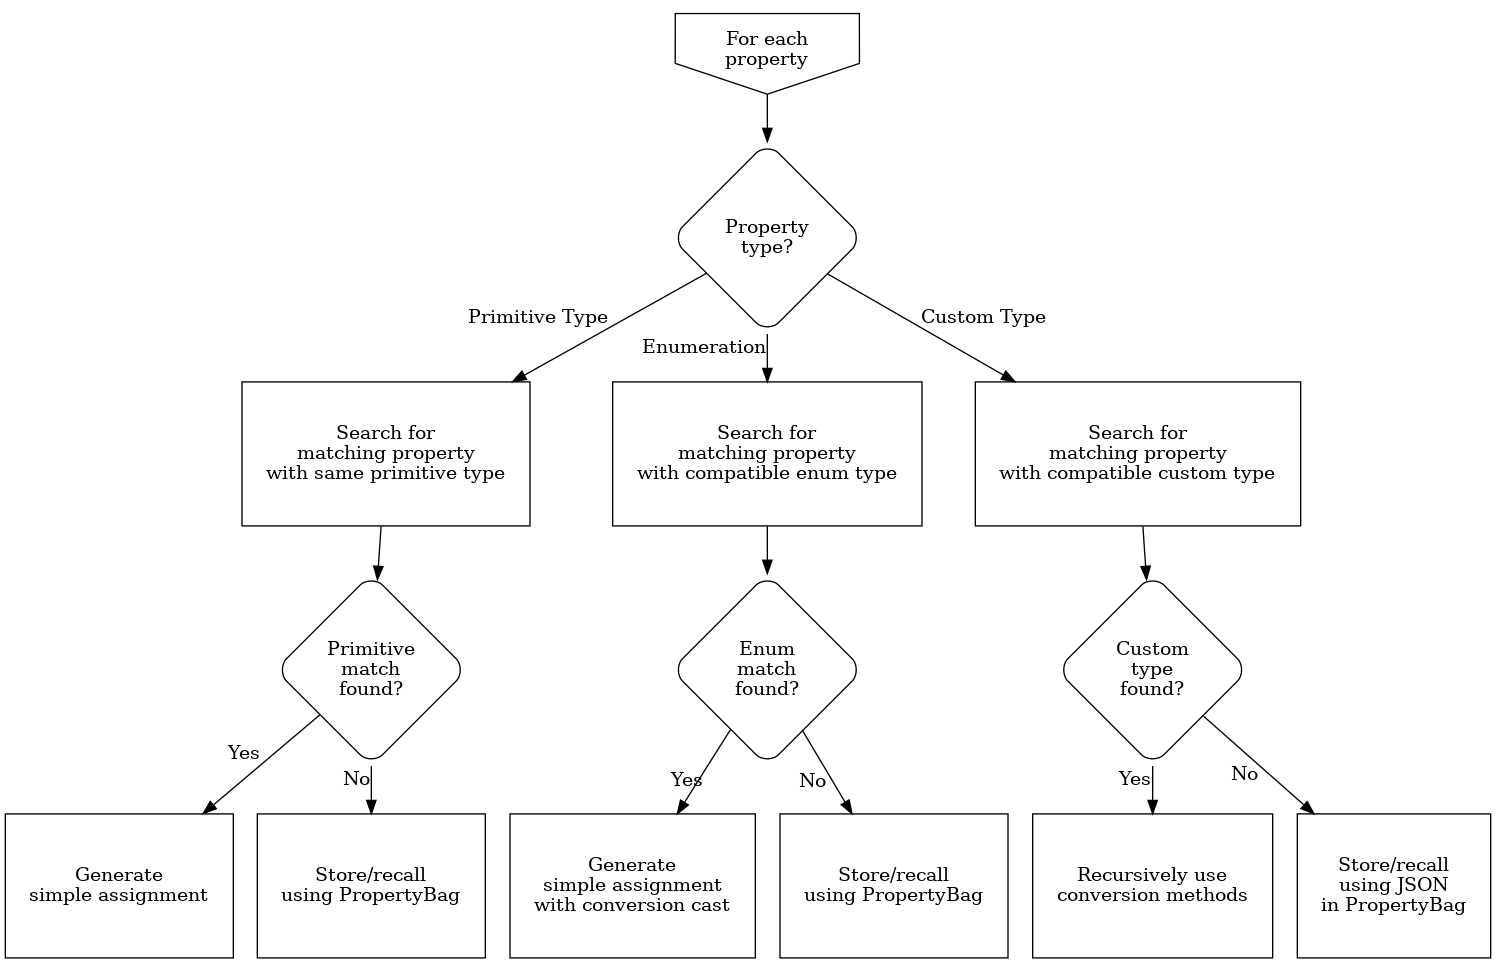 For each
property
Property
type?
Primitive Type
Enumeration
Custom Type
Search for
matching property
with same primitive type
Search for
matching property
with compatible enum type
Search for
matching property
with compatible custom type
Primitive
match
found?
Enum
match
found?
Custom
type
found?
Yes
No
Yes
No
Yes
No
Generate
simple assignment
Store/recall
using PropertyBag
Generate
simple assignment
with conversion cast
Store/recall
using PropertyBag
Recursively use
conversion methods
Store/recall
using JSON
in PropertyBag